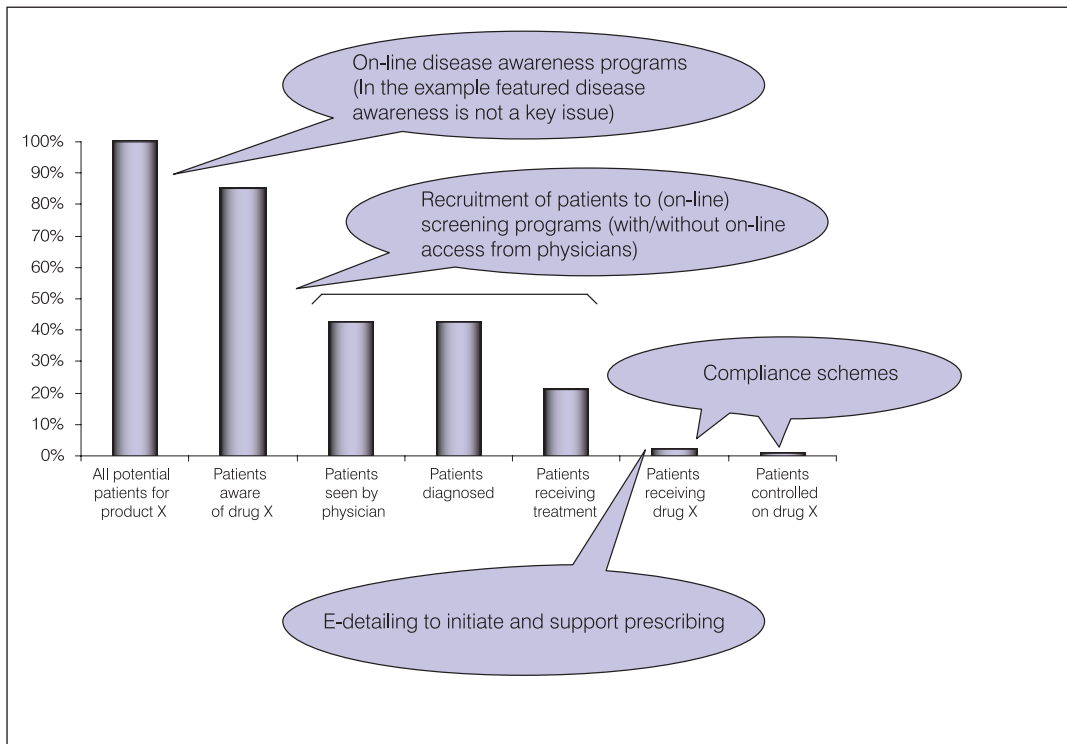 On-line disease awareness programs
(In the example featured disease
awareness is not a key issue)
Recruitment of patients to (on-line)
screening programs (with/without on-line
access from physicians)
100%
90%
80%
70%
60%
50%
40%
30%
20%
10%
0%
Compliance schemes
All potential
patients for
product X
Patients
aware
of drug X
Patients
seen by
physician
Patients
diagnosed
Patients
receiving
treatment
Patients
receiving
drug X
Patients
controlled
on drug X
E-detailing to initiate and support prescribing